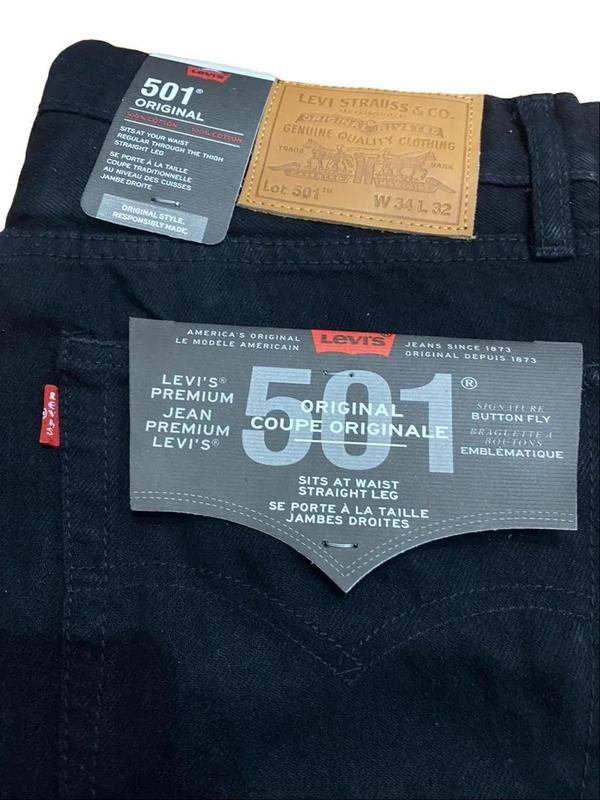 Levi's
501®
ORIGINAL
100% COTTON 100% COTTON
SITS AT YOUR WAIST
REGULAR THROUGH THE THIGH
STRAIGHT LEG
SE PORTE À LA TAILLE
COUPE TRADITIONNELLE
AU NIVEAU DES CUISSES
JAMBE DROITE
ORIGINAL STYLE.
RESPONSIBLY MADE.
LEVI STRAUSS & CO.
ORIGINAL RIVETED
GENUINE QUALITY CLOTHING
TRADE MARK
Lot 501™ W 34 L 32
AMERICA'S ORIGINAL
LE MODÈLE AMÉRICAIN
Levi's
JEANS SINCE 1873
ORIGINAL DEPUIS 1873
LEVI'S®
PREMIUM
JEAN
PREMIUM
LEVI'S®
501®
ORIGINAL
COUPE ORIGINALE
SIGNATURE
BUTTON FLY
BRAGUETTE À
BOUTONS
EMBLÉMATIQUE
SITS AT WAIST
STRAIGHT LEG
SE PORTE À LA TAILLE
JAMBES DROITES
LEVI'S